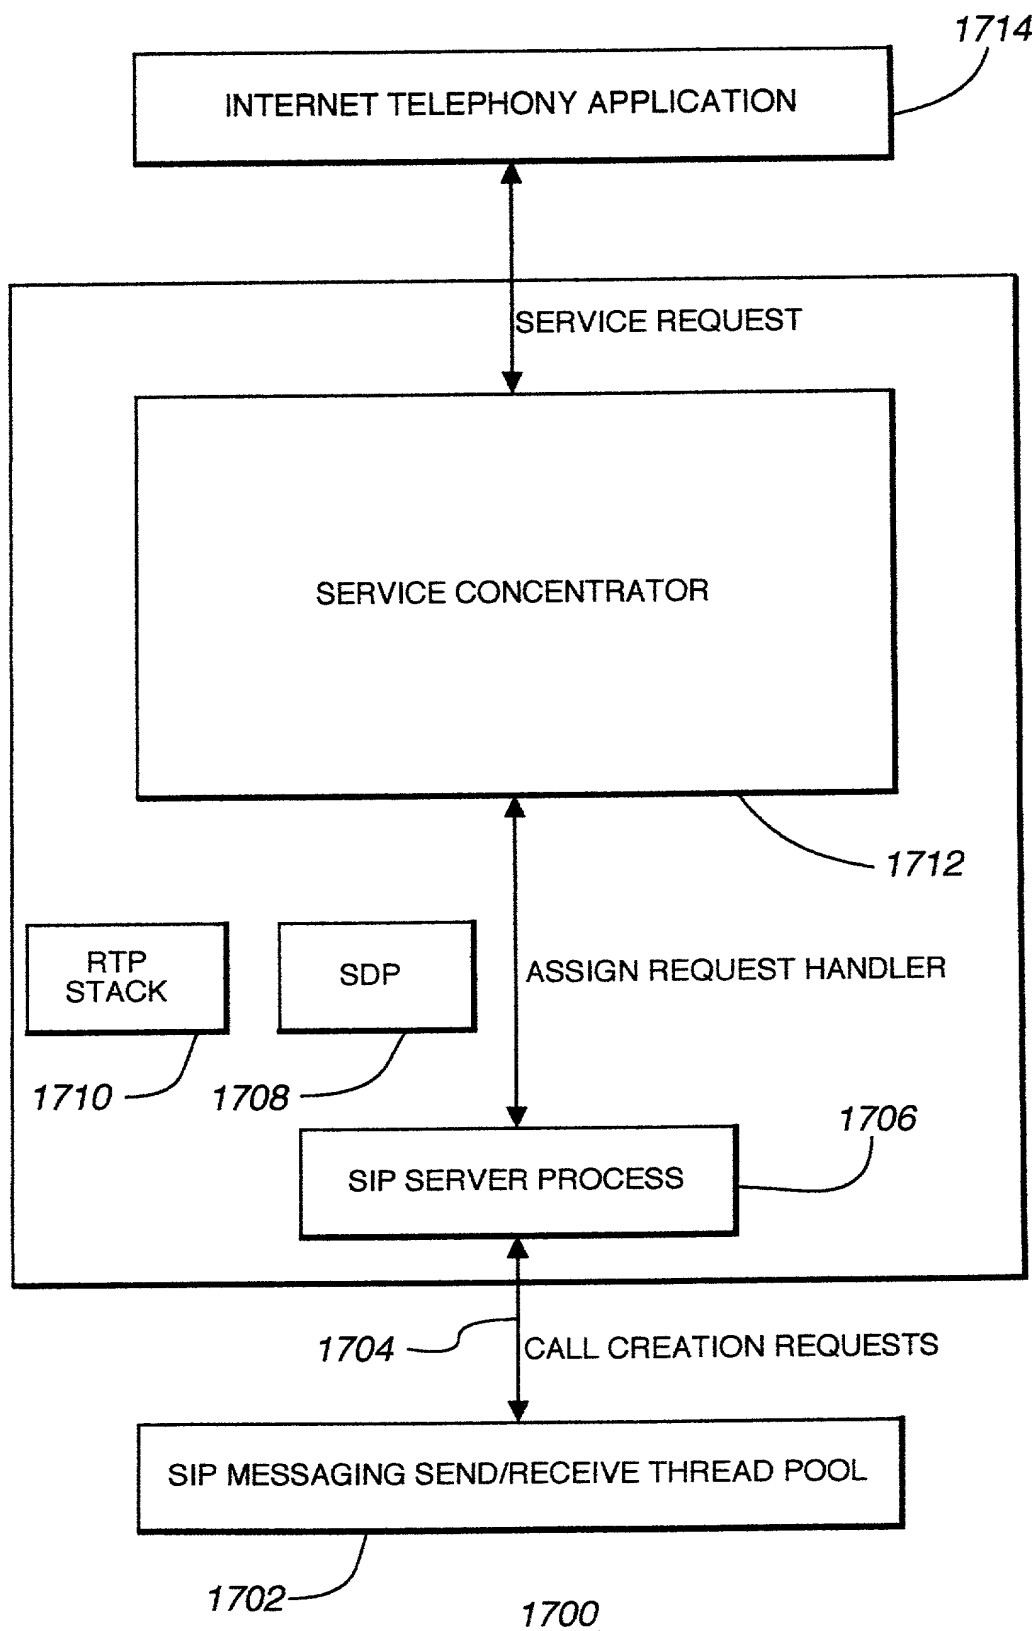 1714
INTERNET TELEPHONY APPLICATION
SERVICE REQUEST
SERVICE CONCENTRATOR
1712
RTP
STACK
SDP
ASSIGN REQUEST HANDLER
1710
1708
1706
SIP SERVER PROCESS
1704
CALL CREATION REQUESTS
SIP MESSAGING SEND/RECEIVE THREAD POOL
1702
1700